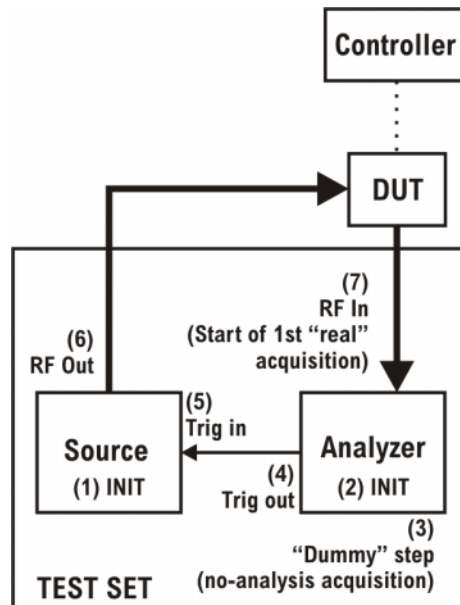 Controller
DUT
(7)
RF In
(Start of 1st “real”
acquisition)
(6)
RF Out
(5)
Trig in
Source
(1) INIT
Analyzer
(2) INIT
(4)
Trig out
(3)
“Dummy” step
(no-analysis acquisition)
TEST SET